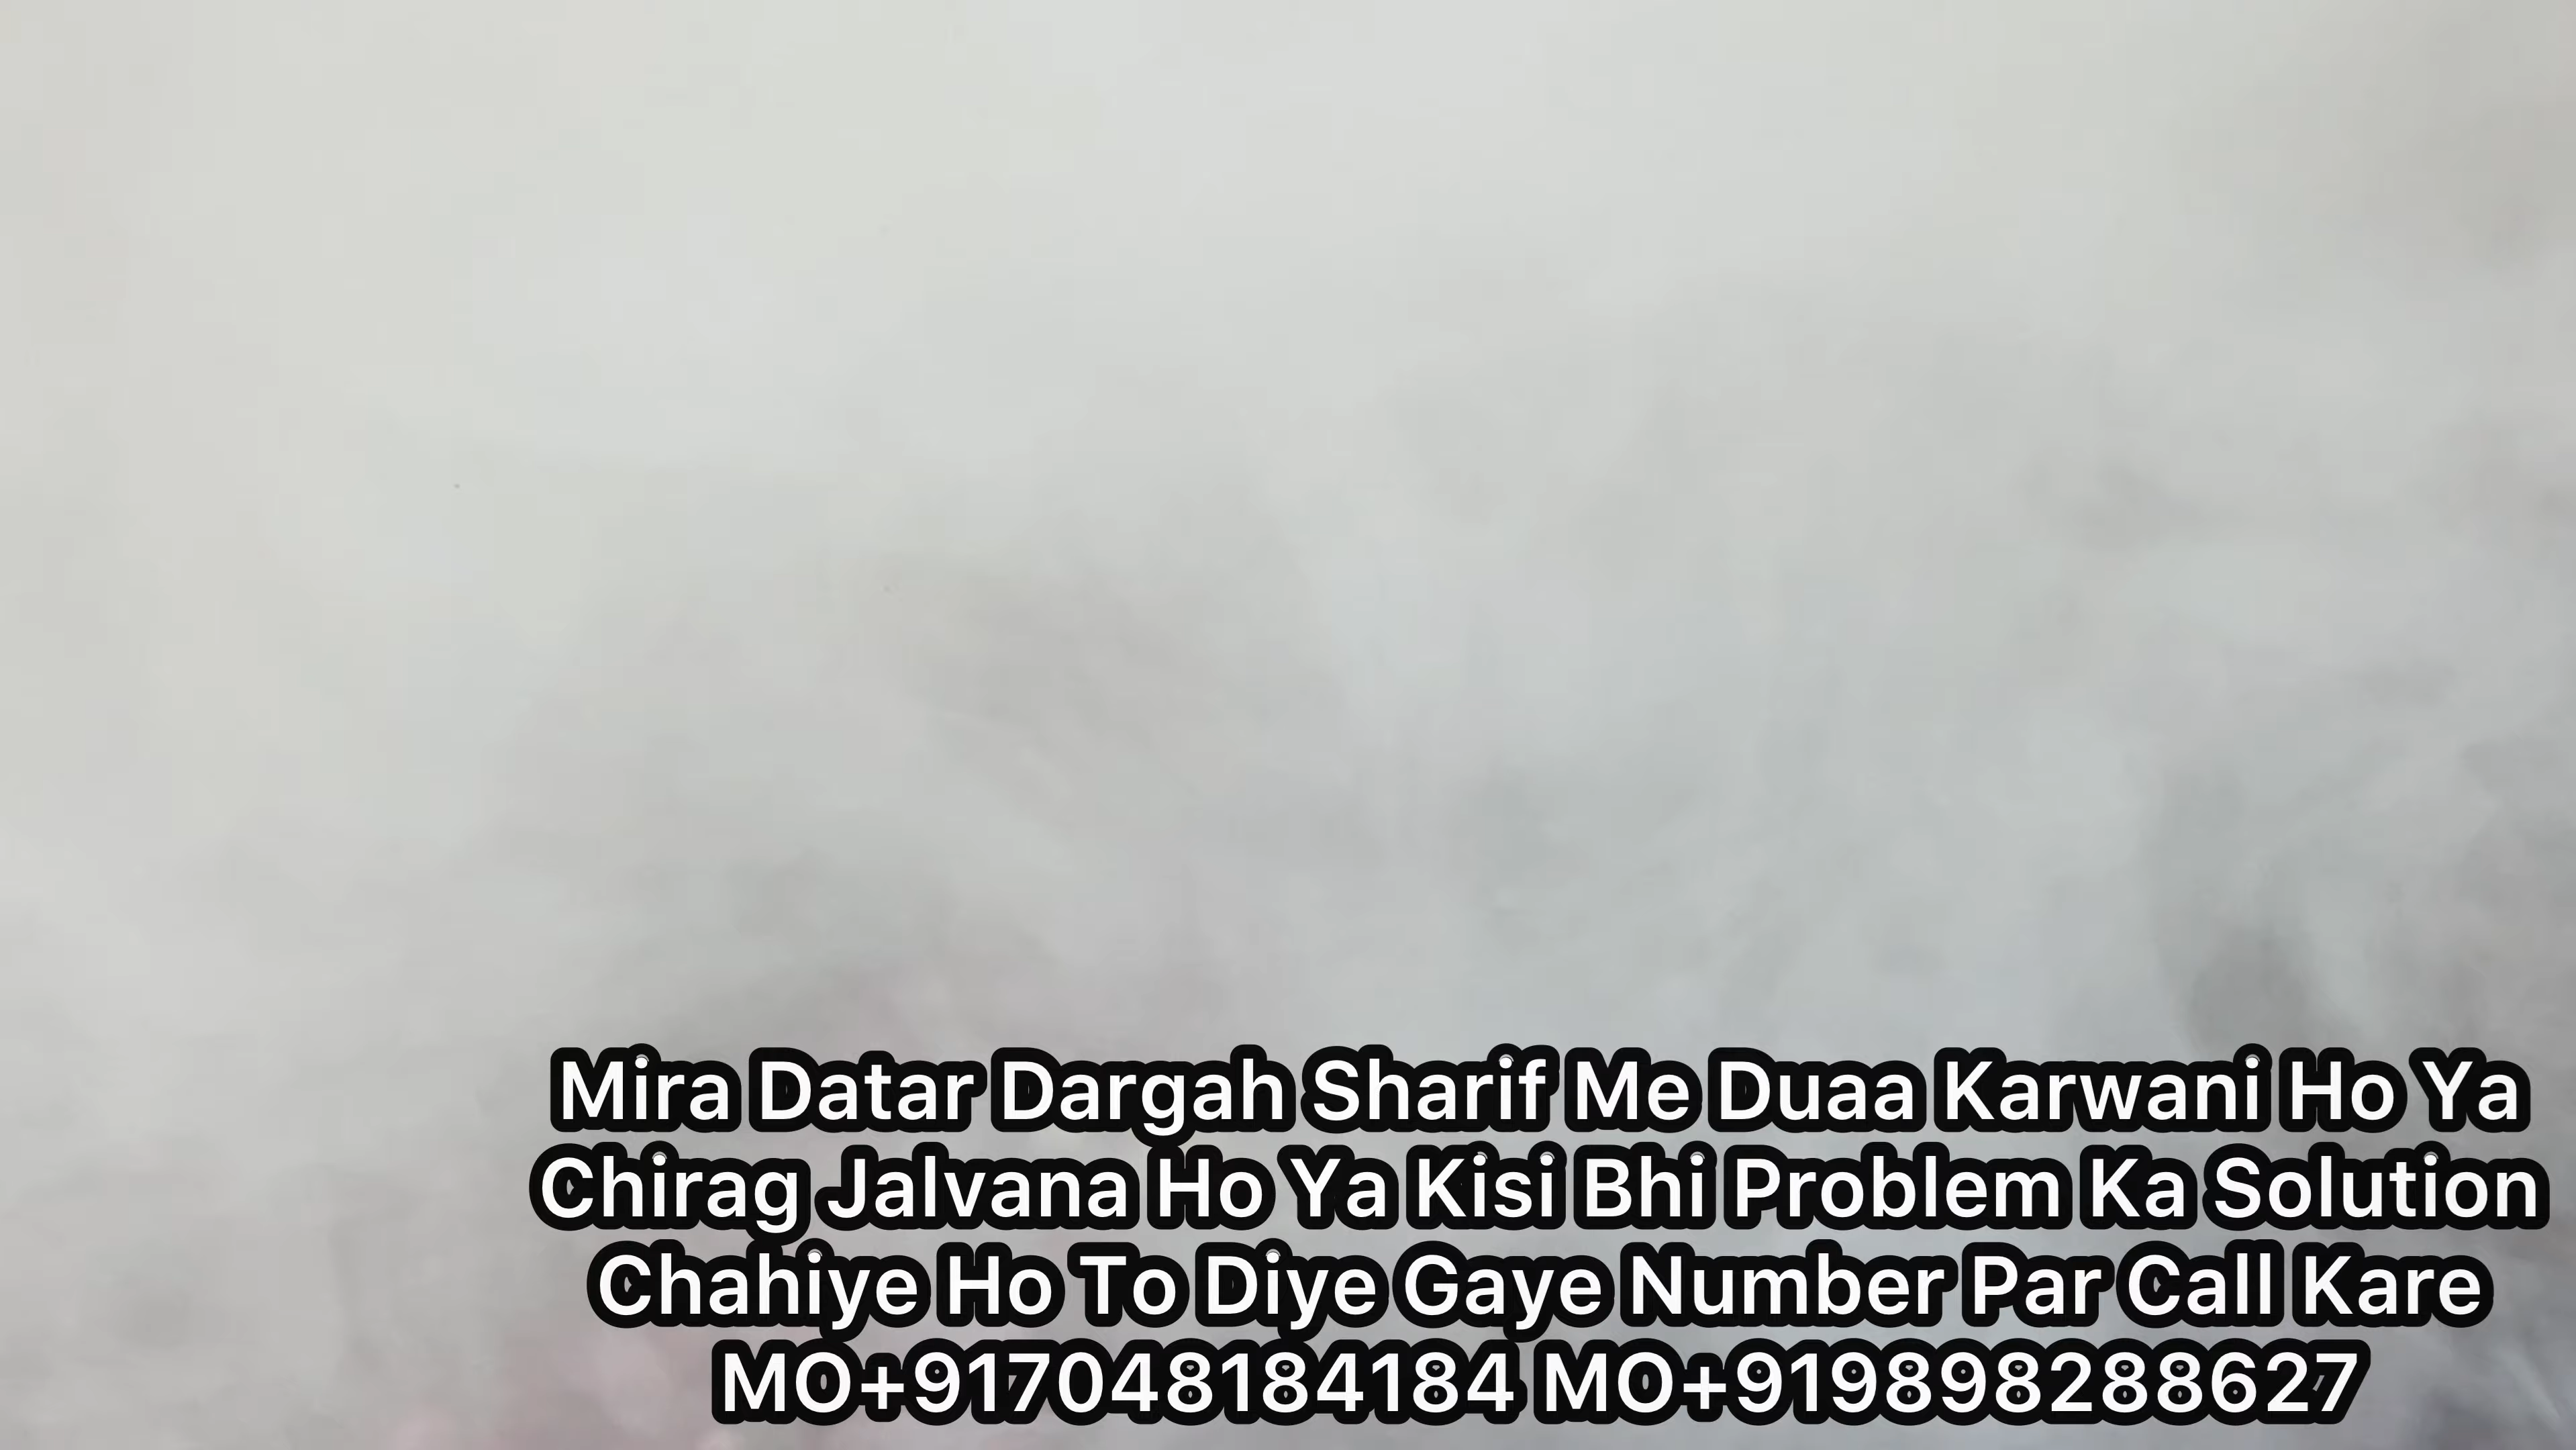 Mira Datar Dargah Sharif Me Duaa Karwani Ho Ya
Chirag Jalvana Ho Ya Kisi Bhi Problem Ka Solution
Chahiye Ho To Diye Gaye Number Par Call Kare
MO+917048184184 MO+919898288627